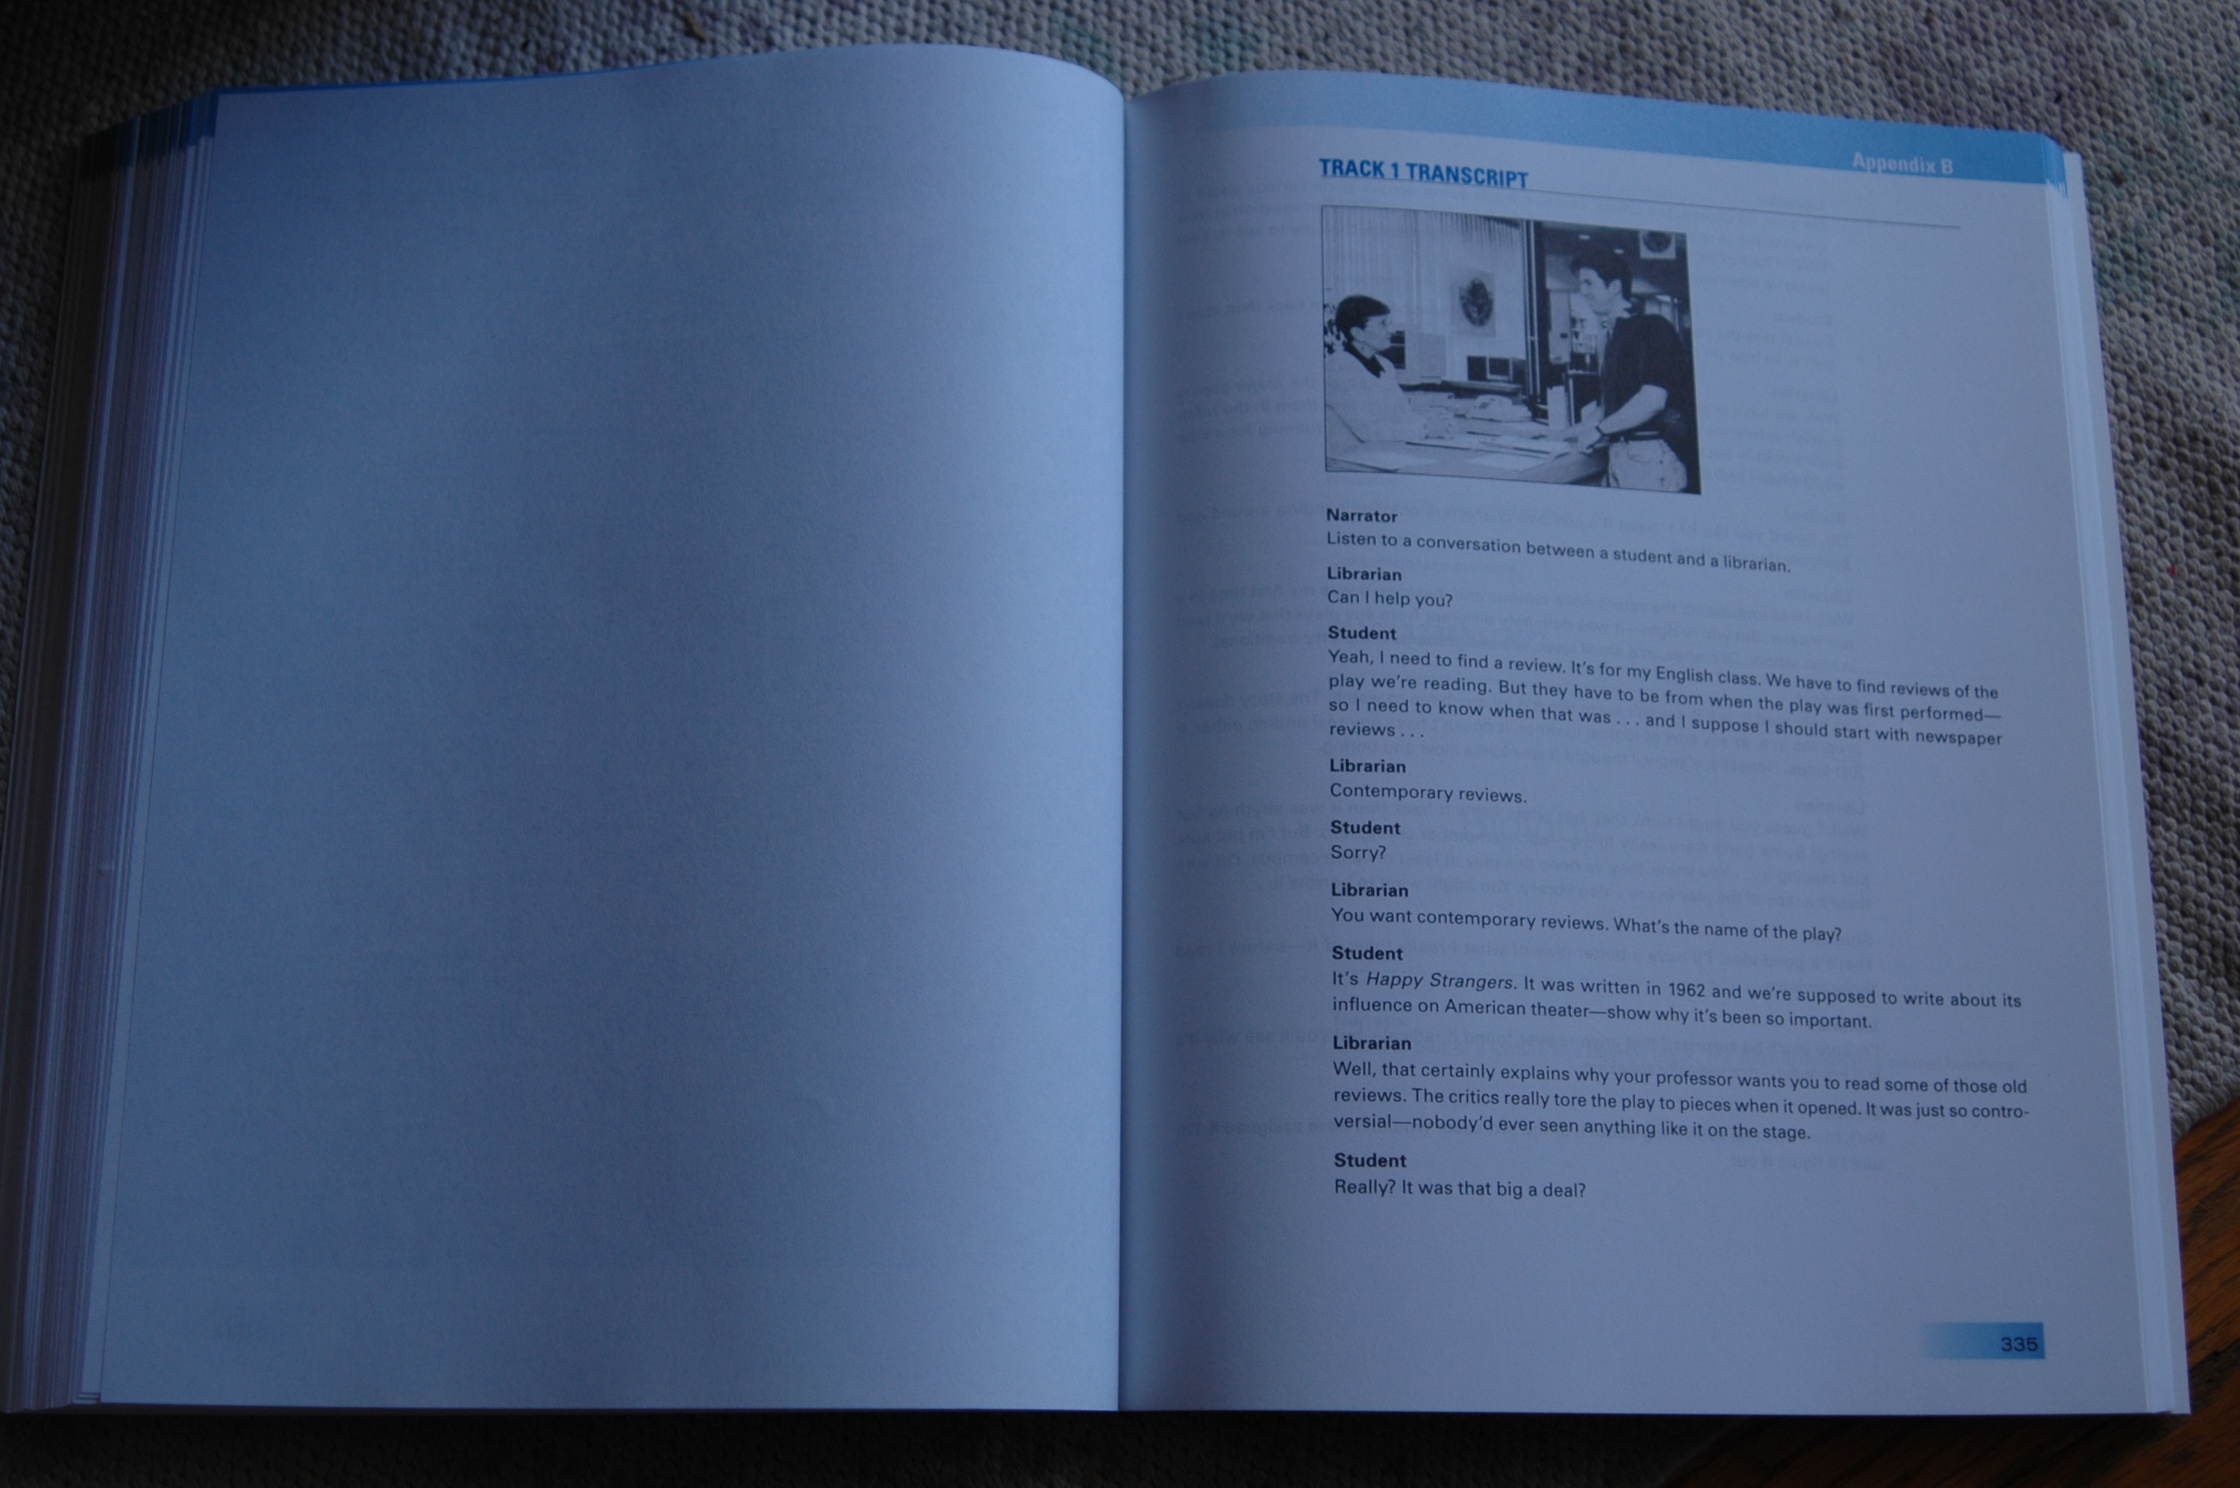 Appendix B
TRACK 1 TRANSCRIPT
Narrator
Listen to a conversation between a student and a librarian.
Librarian
Can I help you?
Student
Yeah, I need to find a review. It's for my English class. We have to find reviews of the
play we're reading. But they have to be from when the play was first performed—
so I need to know when that was . . . and I suppose I should start with newspaper
reviews . . .
Librarian
Contemporary reviews.
Student
Sorry?
Librarian
You want contemporary reviews. What's the name of the play?
Student
It's Happy Strangers. It was written in 1962 and we're supposed to write about its
influence on American theater—show why it's been so important.
Librarian
Well, that certainly explains why your professor wants you to read some of those old
reviews. The critics really tore the play to pieces when it opened. It was just so contro-
versial—nobody'd ever seen anything like it on the stage.
Student
Really? It was that big a deal?
335